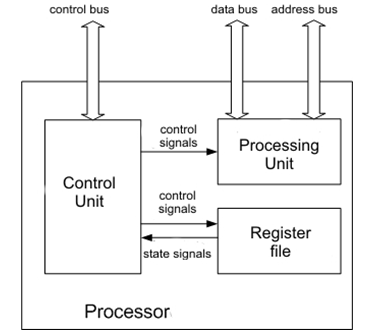 control bus
data bus
address bus
control
signals
Processing
Unit
Control
Unit
control
signals
Register
file
state signals
Processor